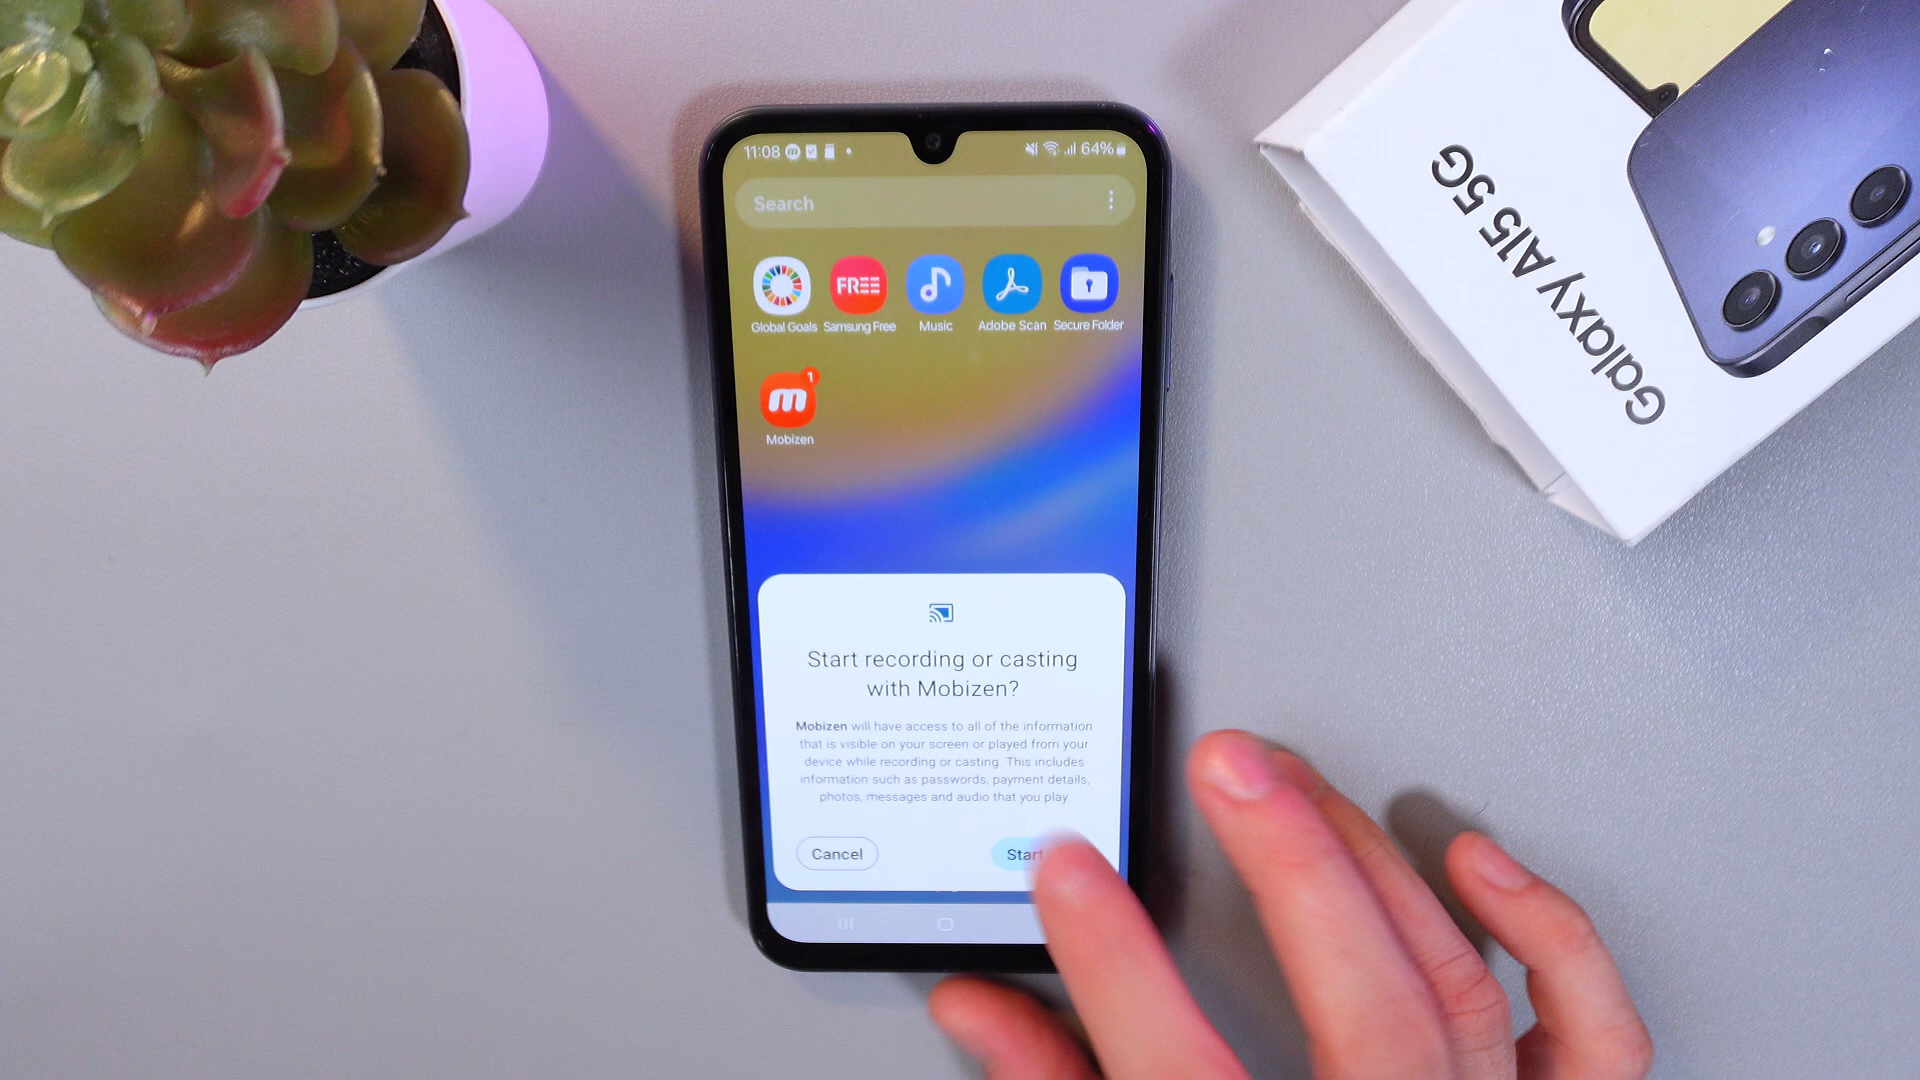 11:08
64%
Search
FREE
Global Goals
Samsung Free
Music
Adobe Scan
Secure Folder
m
1
Mobizen
Start recording or casting
with Mobizen?
Mobizen will have access to all of the information
that is visible on your screen or played from your
device while recording or casting. This includes
information such as passwords, payment details,
photos, messages and audio that you play.
Cancel
Start
Galaxy A15 5G